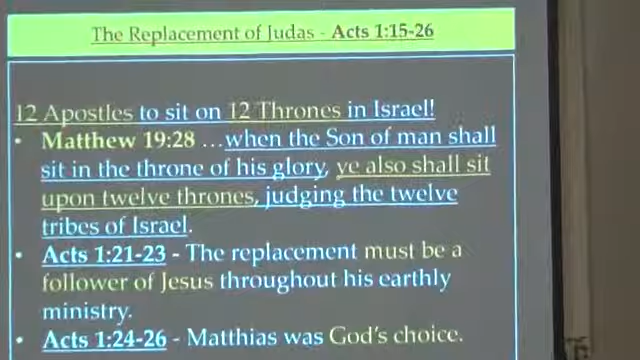 The Replacement of Judas - Acts 1:15-26
12 Apostles to sit on 12 Thrones in Israel!
• Matthew 19:28 …when the Son of man shall
sit in the throne of his glory, ye also shall sit
upon twelve thrones, judging the twelve
tribes of Israel.
• Acts 1:21-23 - The replacement must be a
follower of Jesus throughout his earthly
ministry.
• Acts 1:24-26 - Matthias was God's choice.